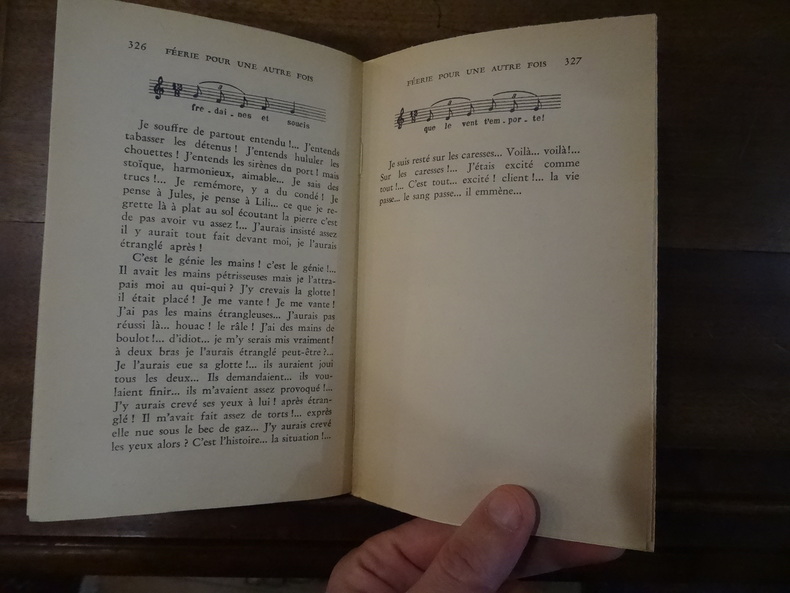 326 FÉERIE POUR UNE AUTRE FOIS
fre - dai - nes et soucis
Je souffre de partout entendu !... J'entends
tabasser les détenus ! J'entends hululer les
chouettes ! J'entends les sirènes du port ! mais
stoïque, harmonieux, aimable... Je sais des
trucs !... Je remémore, y a du condé ! Je
pense à Jules, je pense à Lili... ce que je re-
grette là à plat au sol écoutant la pierre c'est
de pas avoir vu assez !... J'aurais insisté assez
il y aurait tout fait devant moi, je l'aurais
étranglé après !
C'est le génie les mains ! c'est le génie !...
Il avait les mains pétrisseuses mais je l'attra-
pais moi au qui-qui ? J'y crevais la glotte !
il était placé ! Je me vante ! Je me vante !
J'ai pas les mains étrangleuses... J'aurais pas
réussi là... houac ! le râle ! J'ai des mains de
boulot !... d'idiot... je m'y serais mis vraiment !
à deux bras je l'aurais étranglé peut-être ?...
Je l'aurais eue sa glotte !... ils auraient joui
tous les deux... Ils demandaient... ils vou-
laient finir... ils m'avaient assez provoqué !...
J'y aurais crevé ses yeux à lui ! après étran-
glé ! Il m'avait fait assez de torts !... exprès
elle nue sous le bec de gaz... J'y aurais crevé
les yeux alors ? C'est l'histoire... la situation !...
FÉERIE POUR UNE AUTRE FOIS 327
que le vent t'em - por - te!
Je suis resté sur les caresses... Voilà... voilà !...
Sur les caresses !... J'étais excité comme
tout !... C'est tout... excité ! client !... la vie
passe... le sang passe... il emmène...